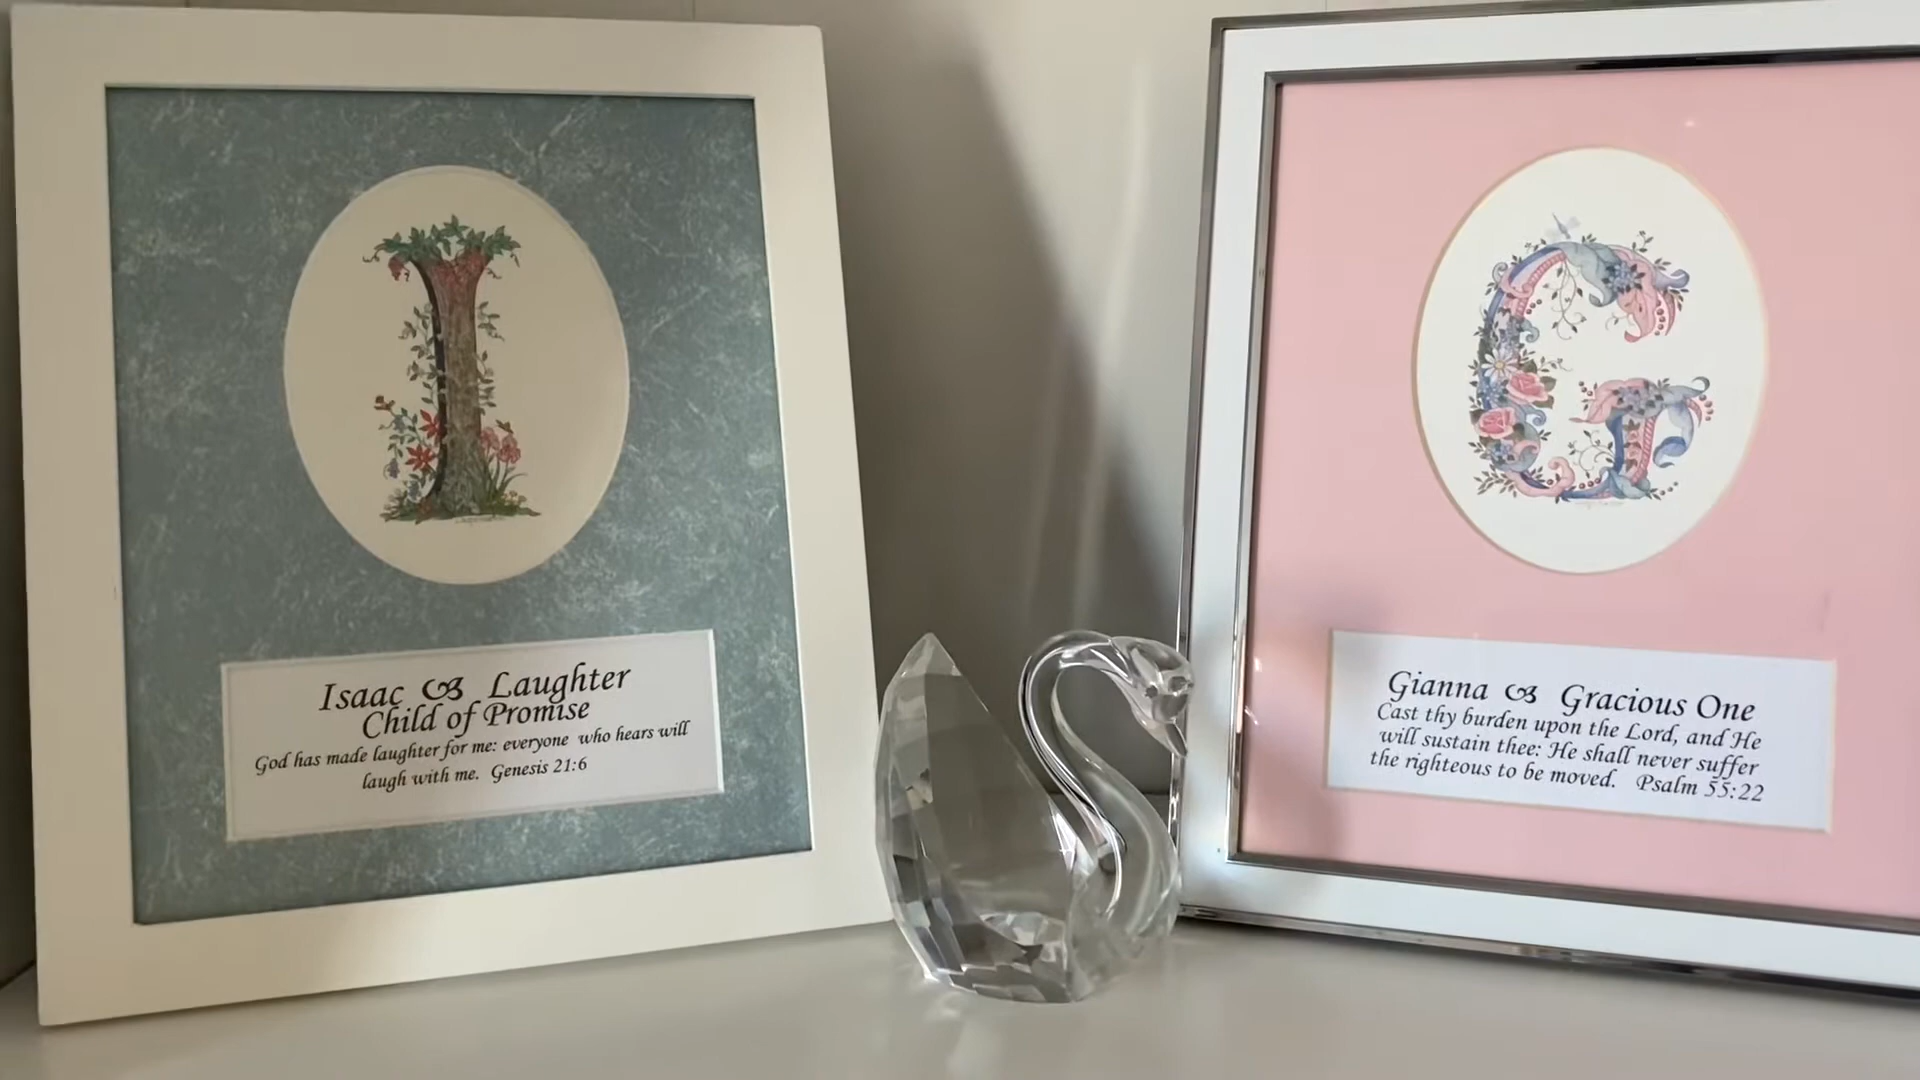 Isaac & Laughter
Child of Promise
God has made laughter for me: everyone who hears will
laugh with me. Genesis 21:6
Gianna & Gracious One
Cast thy burden upon the Lord, and He
will sustain thee: He shall never suffer
the righteous to be moved. Psalm 55:22